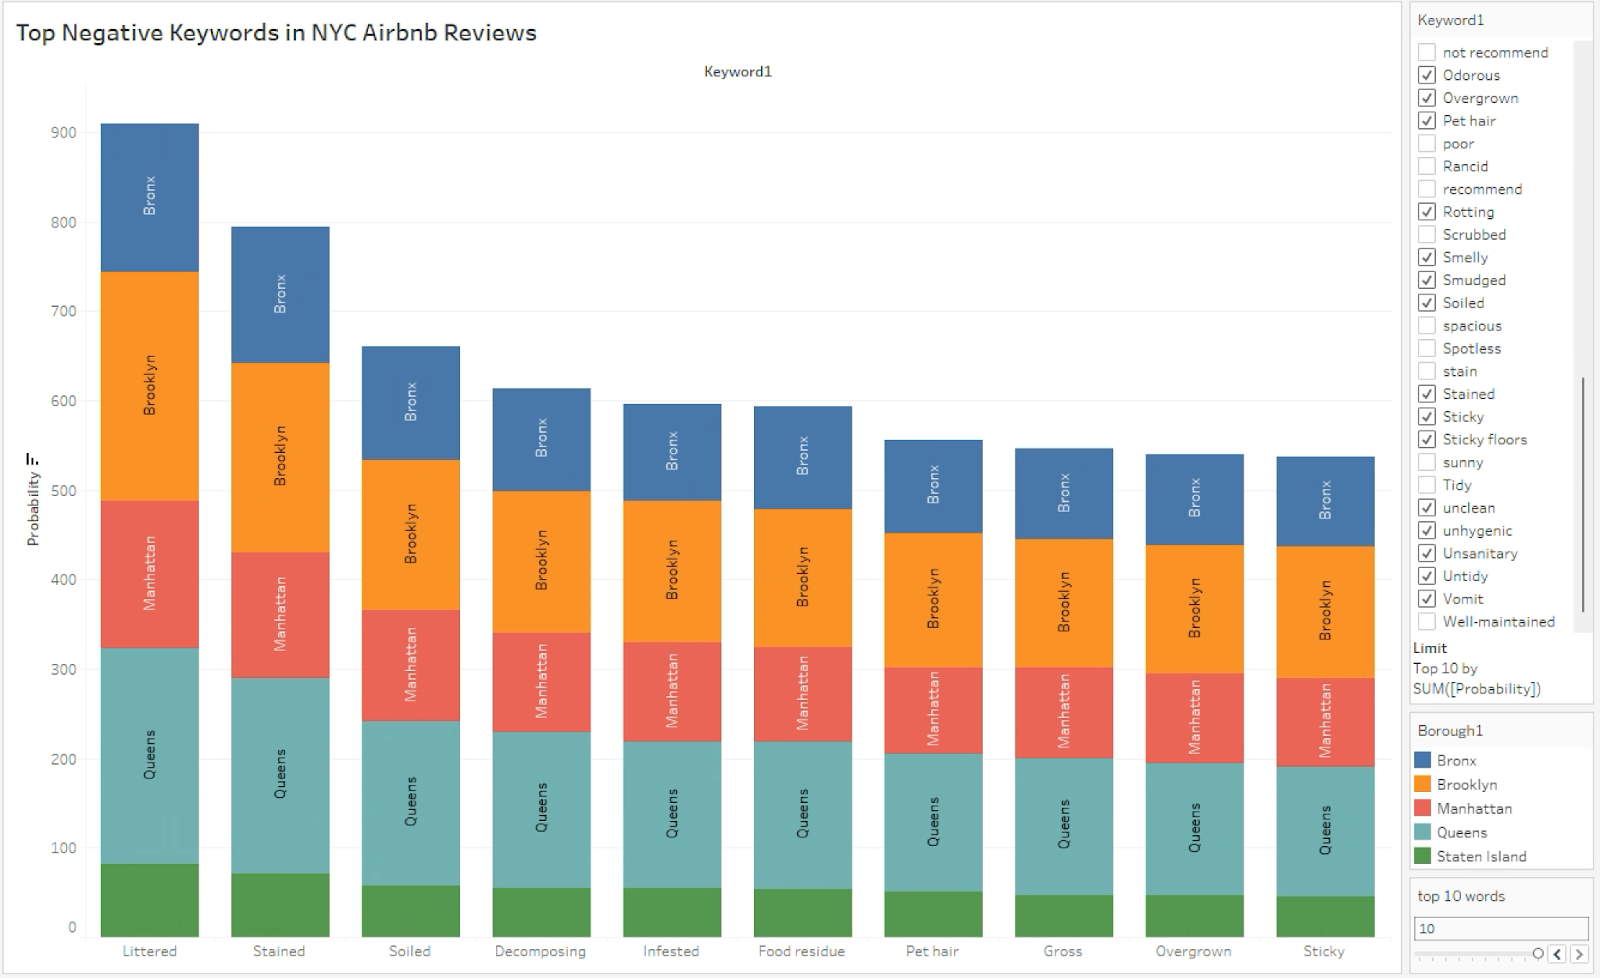 Top Negative Keywords in NYC Airbnb Reviews
Keyword1
Probability
900
800
700
600
500
400
300
200
100
0
Bronx
Brooklyn
Manhattan
Queens
Bronx
Brooklyn
Manhattan
Queens
Bronx
Brooklyn
Manhattan
Queens
Bronx
Brooklyn
Manhattan
Queens
Bronx
Brooklyn
Manhattan
Queens
Bronx
Brooklyn
Manhattan
Queens
Bronx
Brooklyn
Manhattan
Queens
Bronx
Brooklyn
Manhattan
Queens
Bronx
Brooklyn
Manhattan
Queens
Bronx
Brooklyn
Manhattan
Queens
Littered Stained Soiled Decomposing Infested Food residue Pet hair Gross Overgrown Sticky
Keyword1
not recommend
Odorous
Overgrown
Pet hair
poor
Rancid
recommend
Rotting
Scrubbed
Smelly
Smudged
Soiled
spacious
Spotless
stain
Stained
Sticky
Sticky floors
sunny
Tidy
unclean
unhygenic
Unsanitary
Untidy
Vomit
Well-maintained
Limit
Top 10 by
SUM([Probability])
Borough1
Bronx
Brooklyn
Manhattan
Queens
Staten Island
top 10 words
10